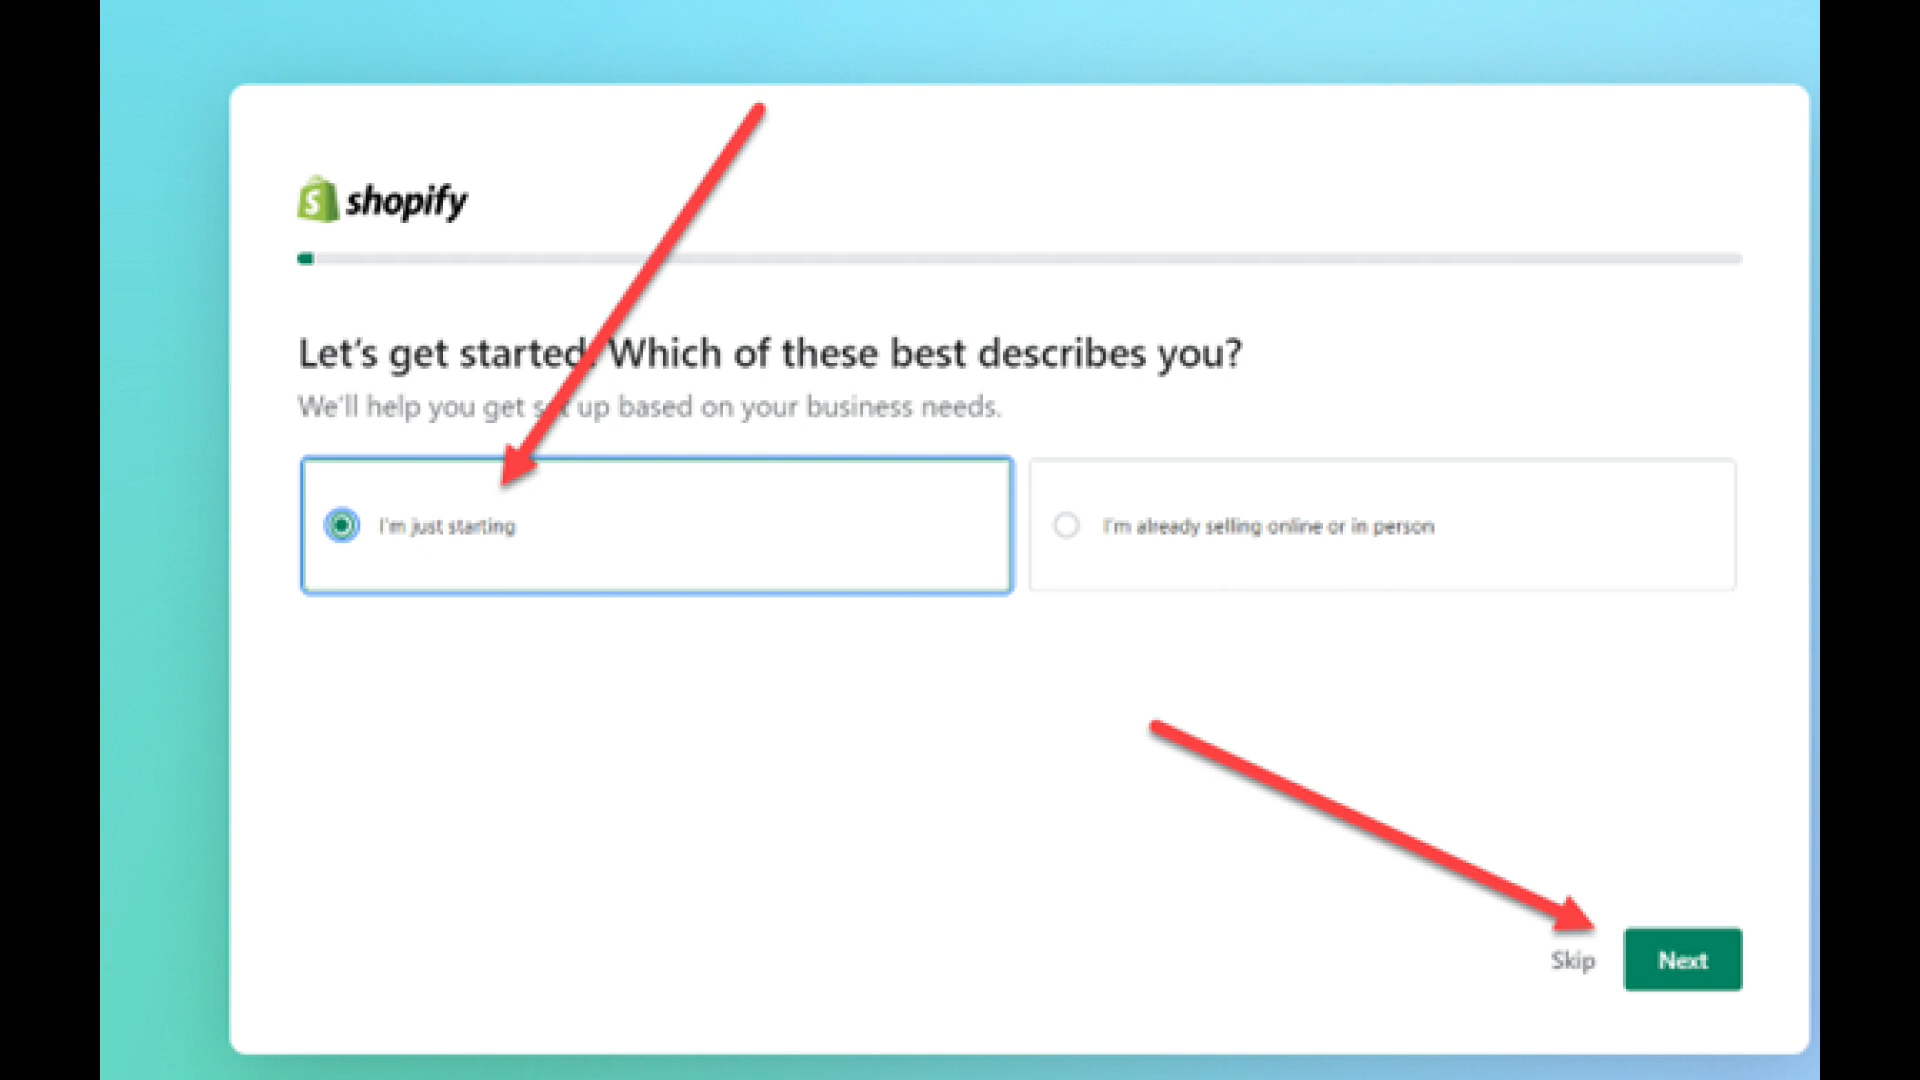 shopify
Let's get started. Which of these best describes you?
We'll help you get set up based on your business needs.
I'm just starting
I'm already selling online or in person
Skip
Next